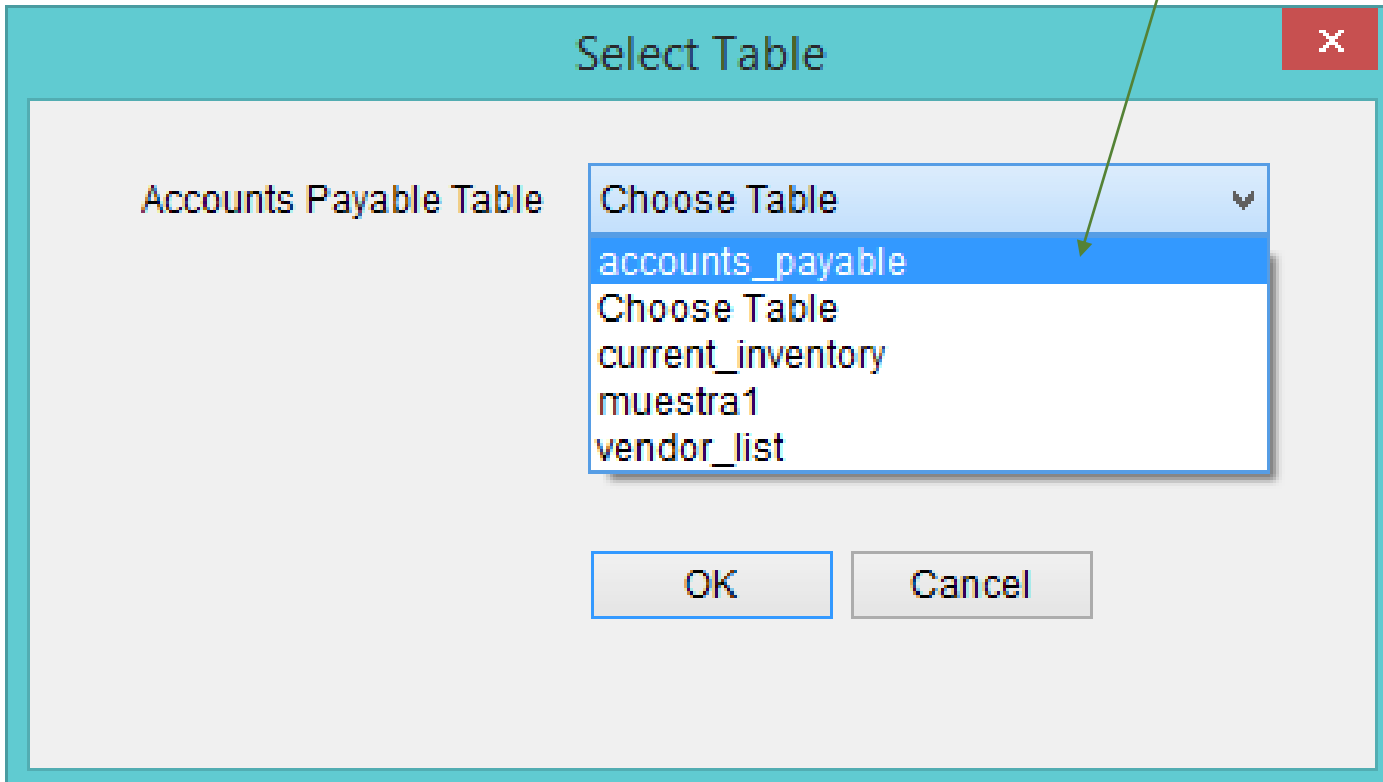 Select Table
Accounts Payable Table Choose Table
accounts_payable
Choose Table
current_inventory
muestra1
vendor_list
OK Cancel